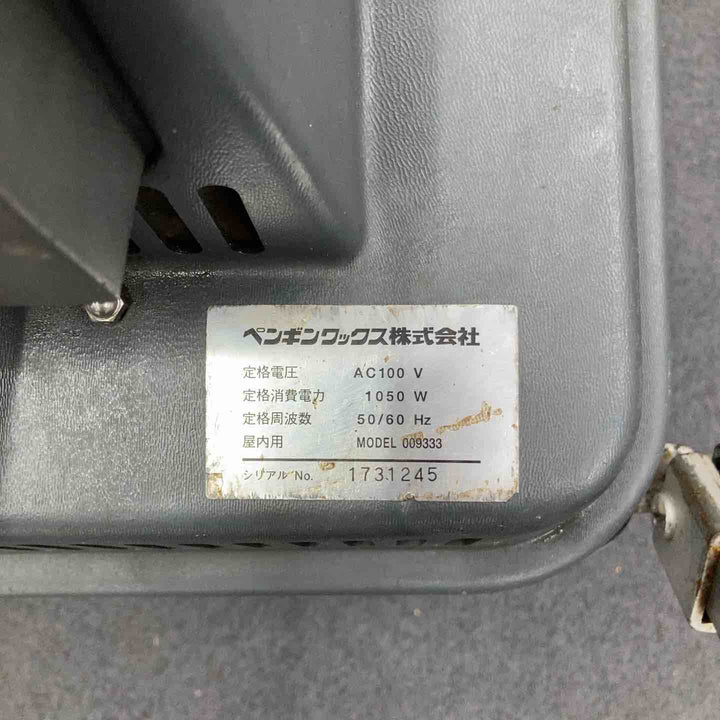 ペンギンワックス株式会社
定格電圧 AC100 V
定格消費電力 1050 W
定格周波数 50/60 Hz
屋内用 MODEL 009333
シリアル No. 1731245